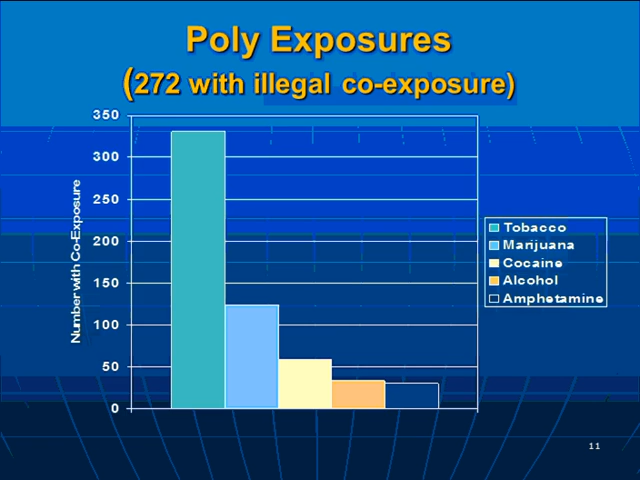 Poly Exposures
(272 with illegal co-exposure)
Number with Co-Exposure
350
300
250
200
150
100
50
0
Tobacco
Marijuana
Cocaine
Alcohol
Amphetamine
11